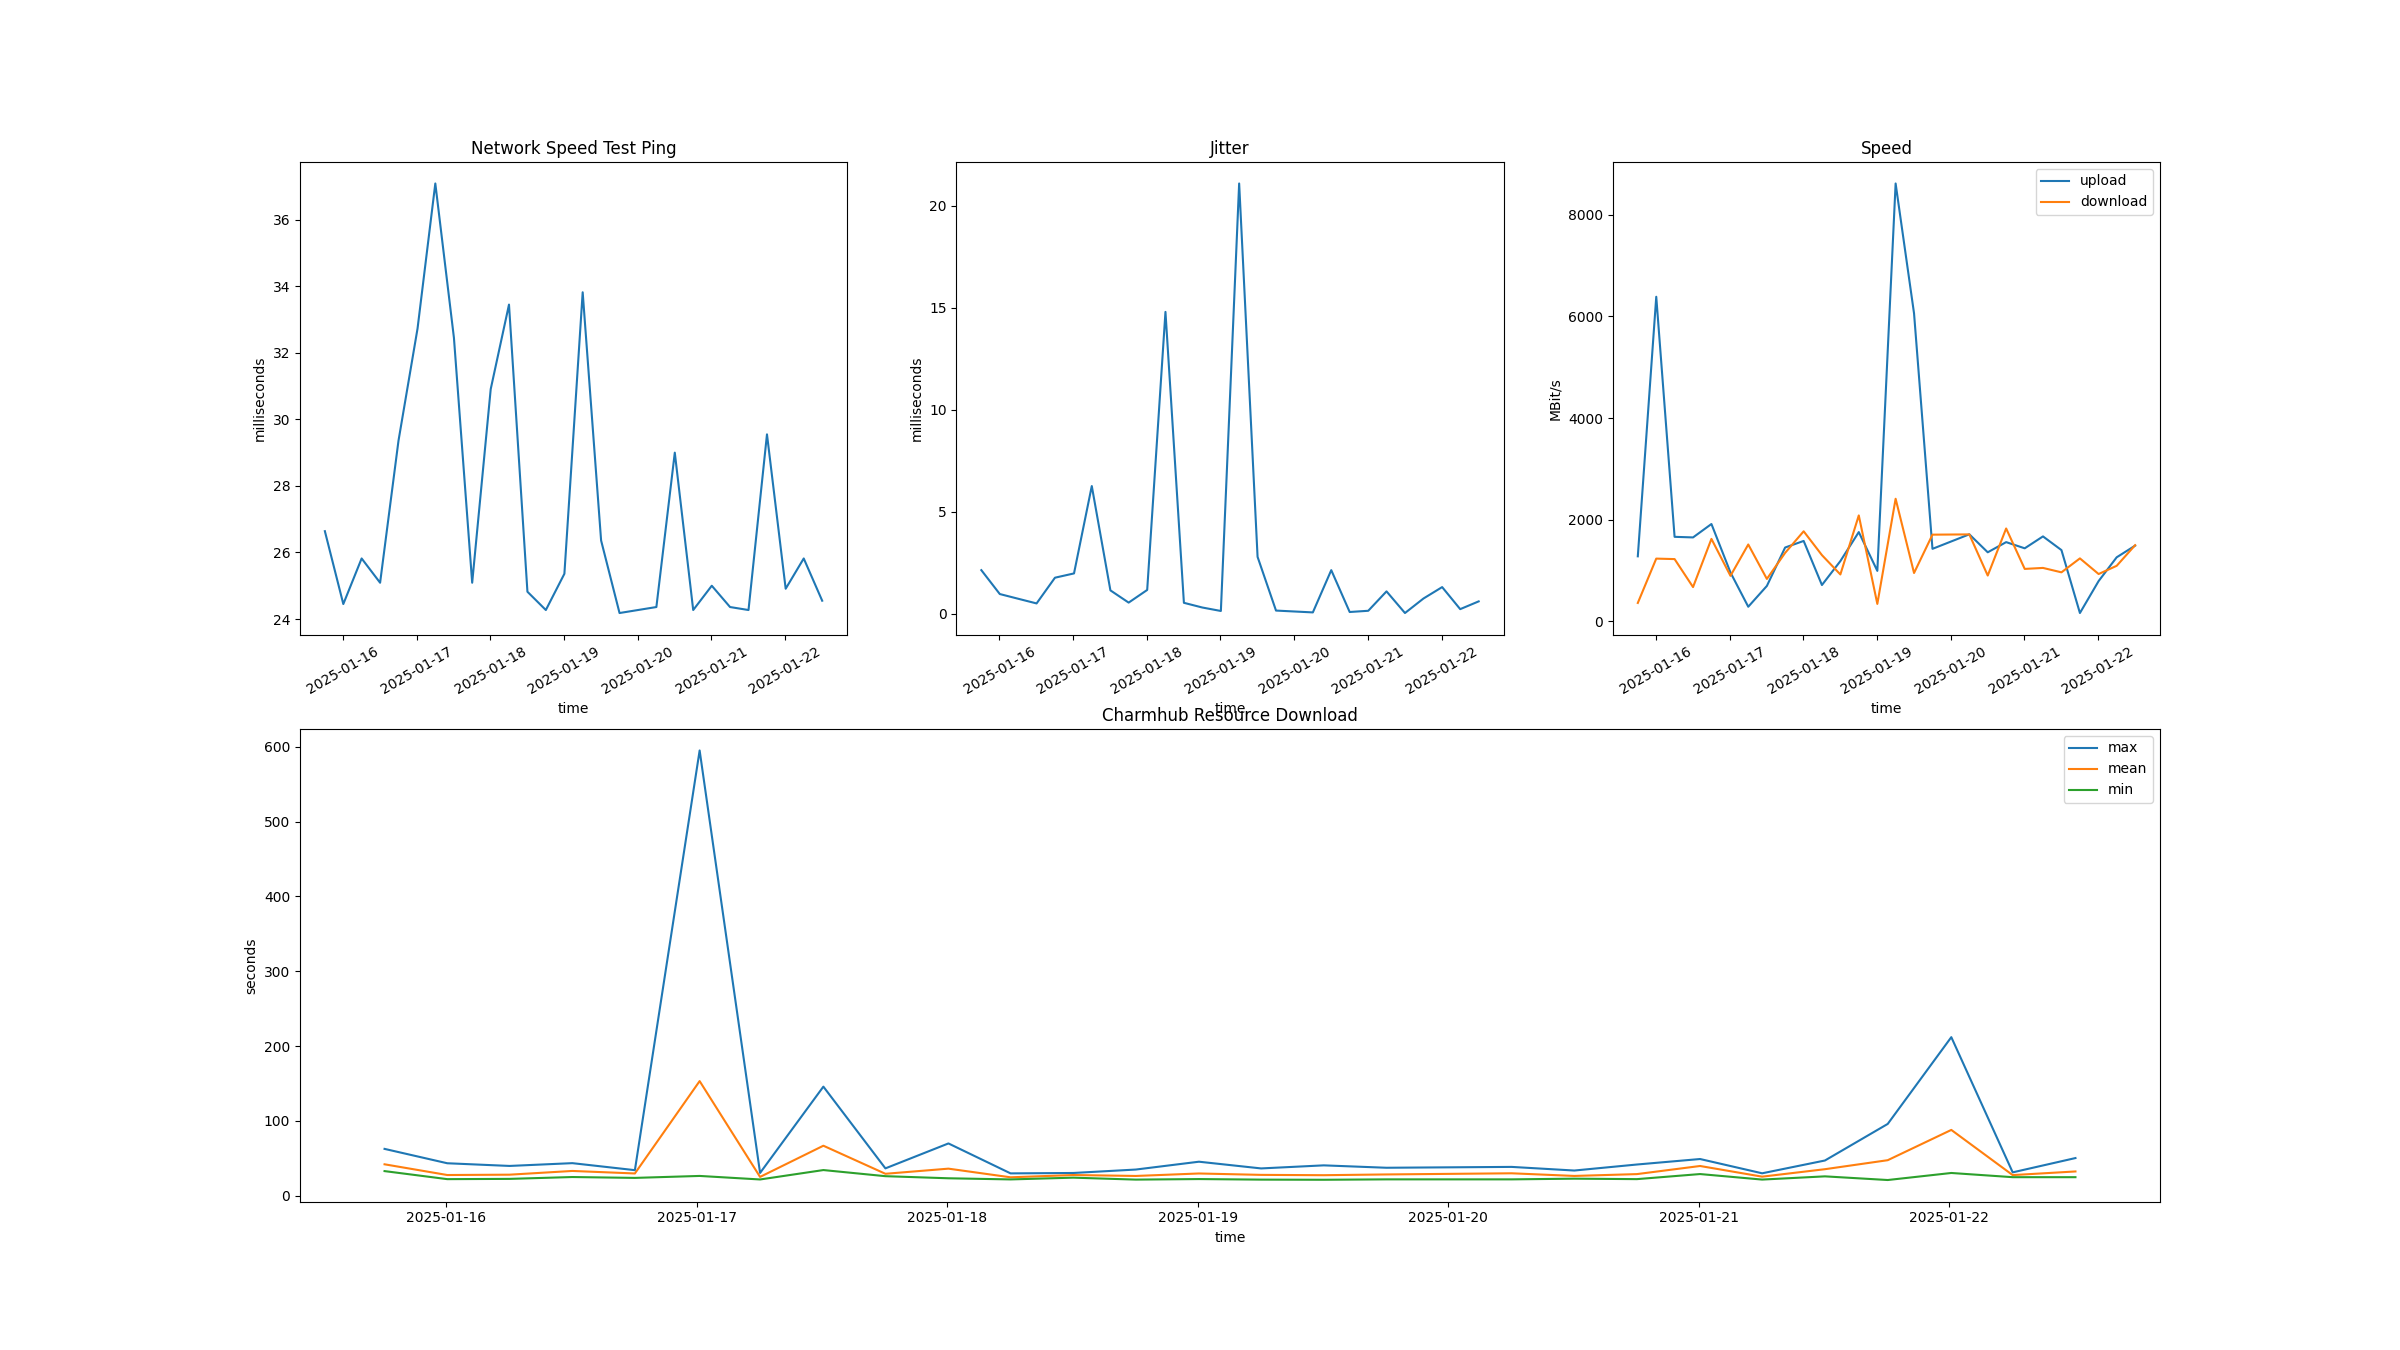 Network Speed Test Ping
milliseconds
36
34
32
30
28
26
24
2025-01-16 2025-01-17 2025-01-18 2025-01-19 2025-01-20 2025-01-21 2025-01-22
time
Jitter
milliseconds
20
15
10
5
0
2025-01-16 2025-01-17 2025-01-18 2025-01-19 2025-01-20 2025-01-21 2025-01-22
time
Speed
upload
download
MBit/s
8000
6000
4000
2000
0
2025-01-16 2025-01-17 2025-01-18 2025-01-19 2025-01-20 2025-01-21 2025-01-22
time
Charmhub Resource Download
max
mean
min
seconds
600
500
400
300
200
100
0
2025-01-16 2025-01-17 2025-01-18 2025-01-19 2025-01-20 2025-01-21 2025-01-22
time